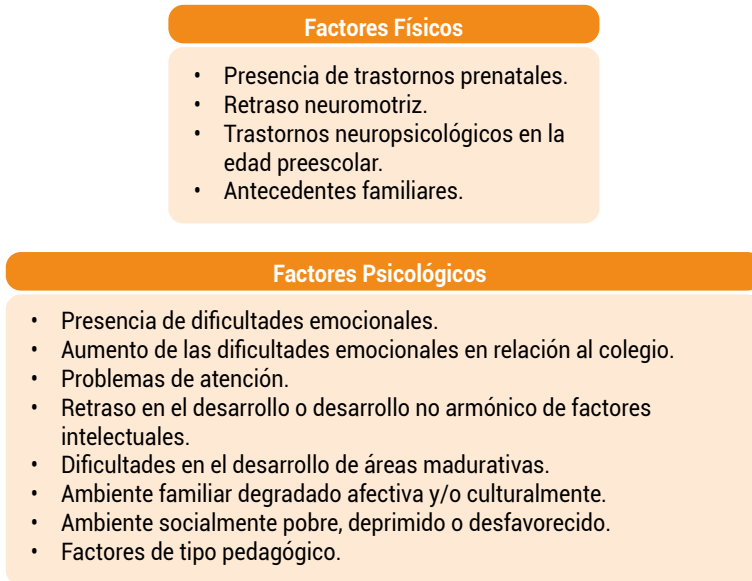 Factores Físicos
• Presencia de trastornos prenatales.
• Retraso neuromotriz.
• Trastornos neuropsicológicos en la
edad preescolar.
• Antecedentes familiares.
Factores Psicológicos
• Presencia de dificultades emocionales.
• Aumento de las dificultades emocionales en relación al colegio.
• Problemas de atención.
• Retraso en el desarrollo o desarrollo no armónico de factores
intelectuales.
• Dificultades en el desarrollo de áreas madurativas.
• Ambiente familiar degradado afectiva y/o culturalmente.
• Ambiente socialmente pobre, deprimido o desfavorecido.
• Factores de tipo pedagógico.